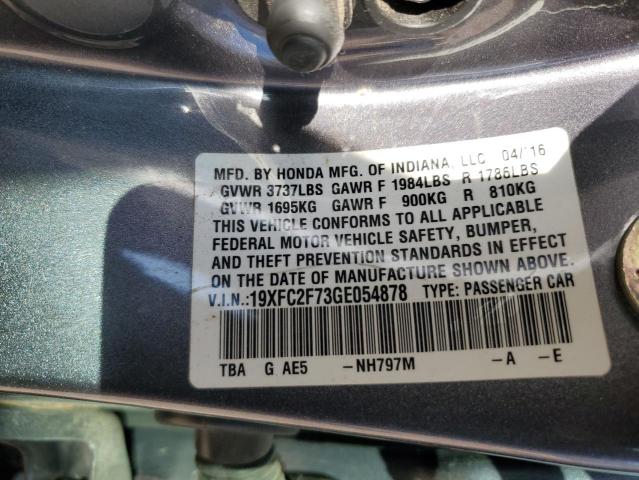 MFD. BY HONDA MFG. OF INDIANA, LLC 04/'16
GVWR 3737LBS GAWR F 1984LBS R 1786LBS
GVWR 1695KG GAWR F 900KG R 810KG
THIS VEHICLE CONFORMS TO ALL APPLICABLE
FEDERAL MOTOR VEHICLE SAFETY, BUMPER,
AND THEFT PREVENTION STANDARDS IN EFFECT
ON THE DATE OF MANUFACTURE SHOWN ABOVE.
V.I.N.:19XFC2F73GE054878 TYPE: PASSENGER CAR
TBA G AE5 -NH797M -A -E